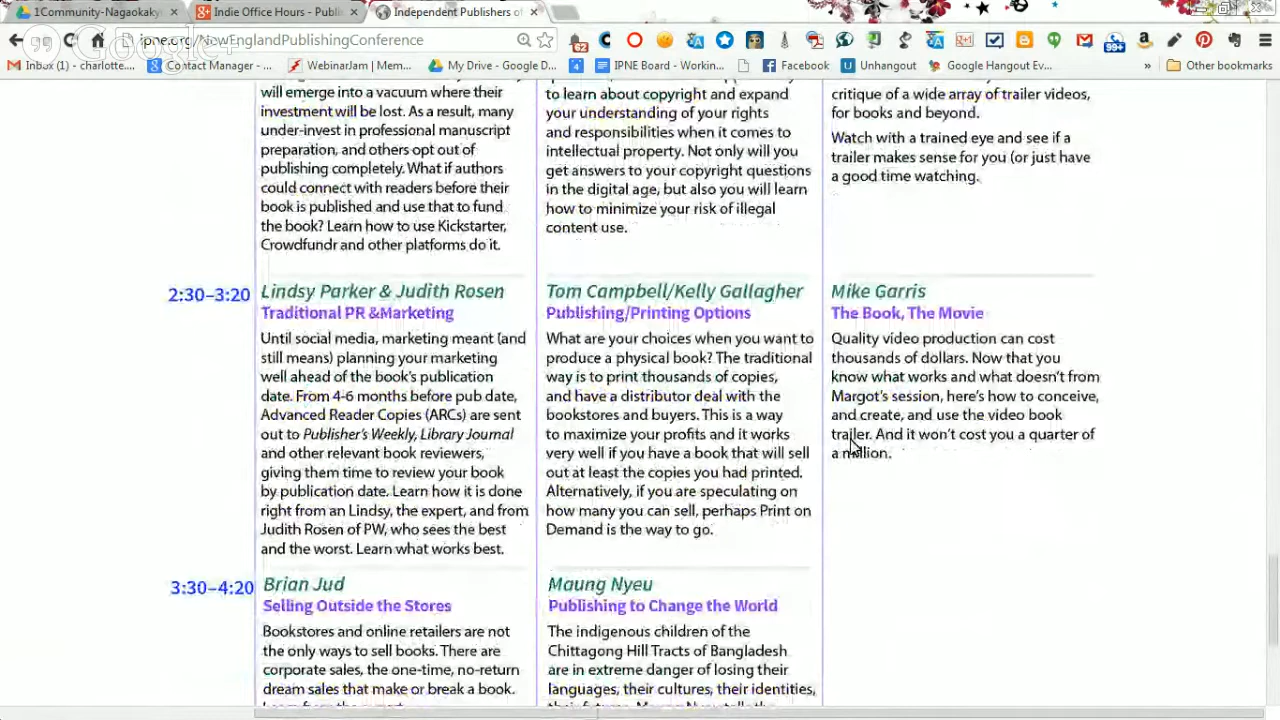 1Community-Nagaokaky
Indie Office Hours - Publi
Independent Publishers of
Google+
ipne.org/NewEnglandPublishingConference
62
99+
Inbox (1) - charlotte....
Contact Manager - ...
WebinarJam | Mem...
My Drive - Google D...
4
IPNE Board - Workin...
Facebook
Unhangout
Google Hangout Ev...
»
Other bookmarks
will emerge into a vacuum where their
investment will be lost. As a result, many
under-invest in professional manuscript
preparation, and others opt out of
publishing completely. What if authors
could connect with readers before their
book is published and use that to fund
the book? Learn how to use Kickstarter,
Crowdfundr and other platforms do it.
to learn about copyright and expand
your understanding of your rights
and responsibilities when it comes to
intellectual property. Not only will you
get answers to your copyright questions
in the digital age, but also you will learn
how to minimize your risk of illegal
content use.
critique of a wide array of trailer videos,
for books and beyond.
Watch with a trained eye and see if a
trailer makes sense for you (or just have
a good time watching.
2:30–3:20
Lindsy Parker & Judith Rosen
Traditional PR &Marketing
Until social media, marketing meant (and
still means) planning your marketing
well ahead of the book's publication
date. From 4-6 months before pub date,
Advanced Reader Copies (ARCs) are sent
out to Publisher's Weekly, Library Journal
and other relevant book reviewers,
giving them time to review your book
by publication date. Learn how it is done
right from an Lindsy, the expert, and from
Judith Rosen of PW, who sees the best
and the worst. Learn what works best.
Tom Campbell/Kelly Gallagher
Publishing/Printing Options
What are your choices when you want to
produce a physical book? The traditional
way is to print thousands of copies,
and have a distributor deal with the
bookstores and buyers. This is a way
to maximize your profits and it works
very well if you have a book that will sell
out at least the copies you had printed.
Alternatively, if you are speculating on
how many you can sell, perhaps Print on
Demand is the way to go.
Mike Garris
The Book, The Movie
Quality video production can cost
thousands of dollars. Now that you
know what works and what doesn't from
Margot's session, here's how to conceive,
and create, and use the video book
trailer. And it won't cost you a quarter of
a million.
3:30–4:20
Brian Jud
Selling Outside the Stores
Bookstores and online retailers are not
the only ways to sell books. There are
corporate sales, the one-time, no-return
dream sales that make or break a book.
Maung Nyeu
Publishing to Change the World
The indigenous children of the
Chittagong Hill Tracts of Bangladesh
are in extreme danger of losing their
languages, their cultures, their identities,